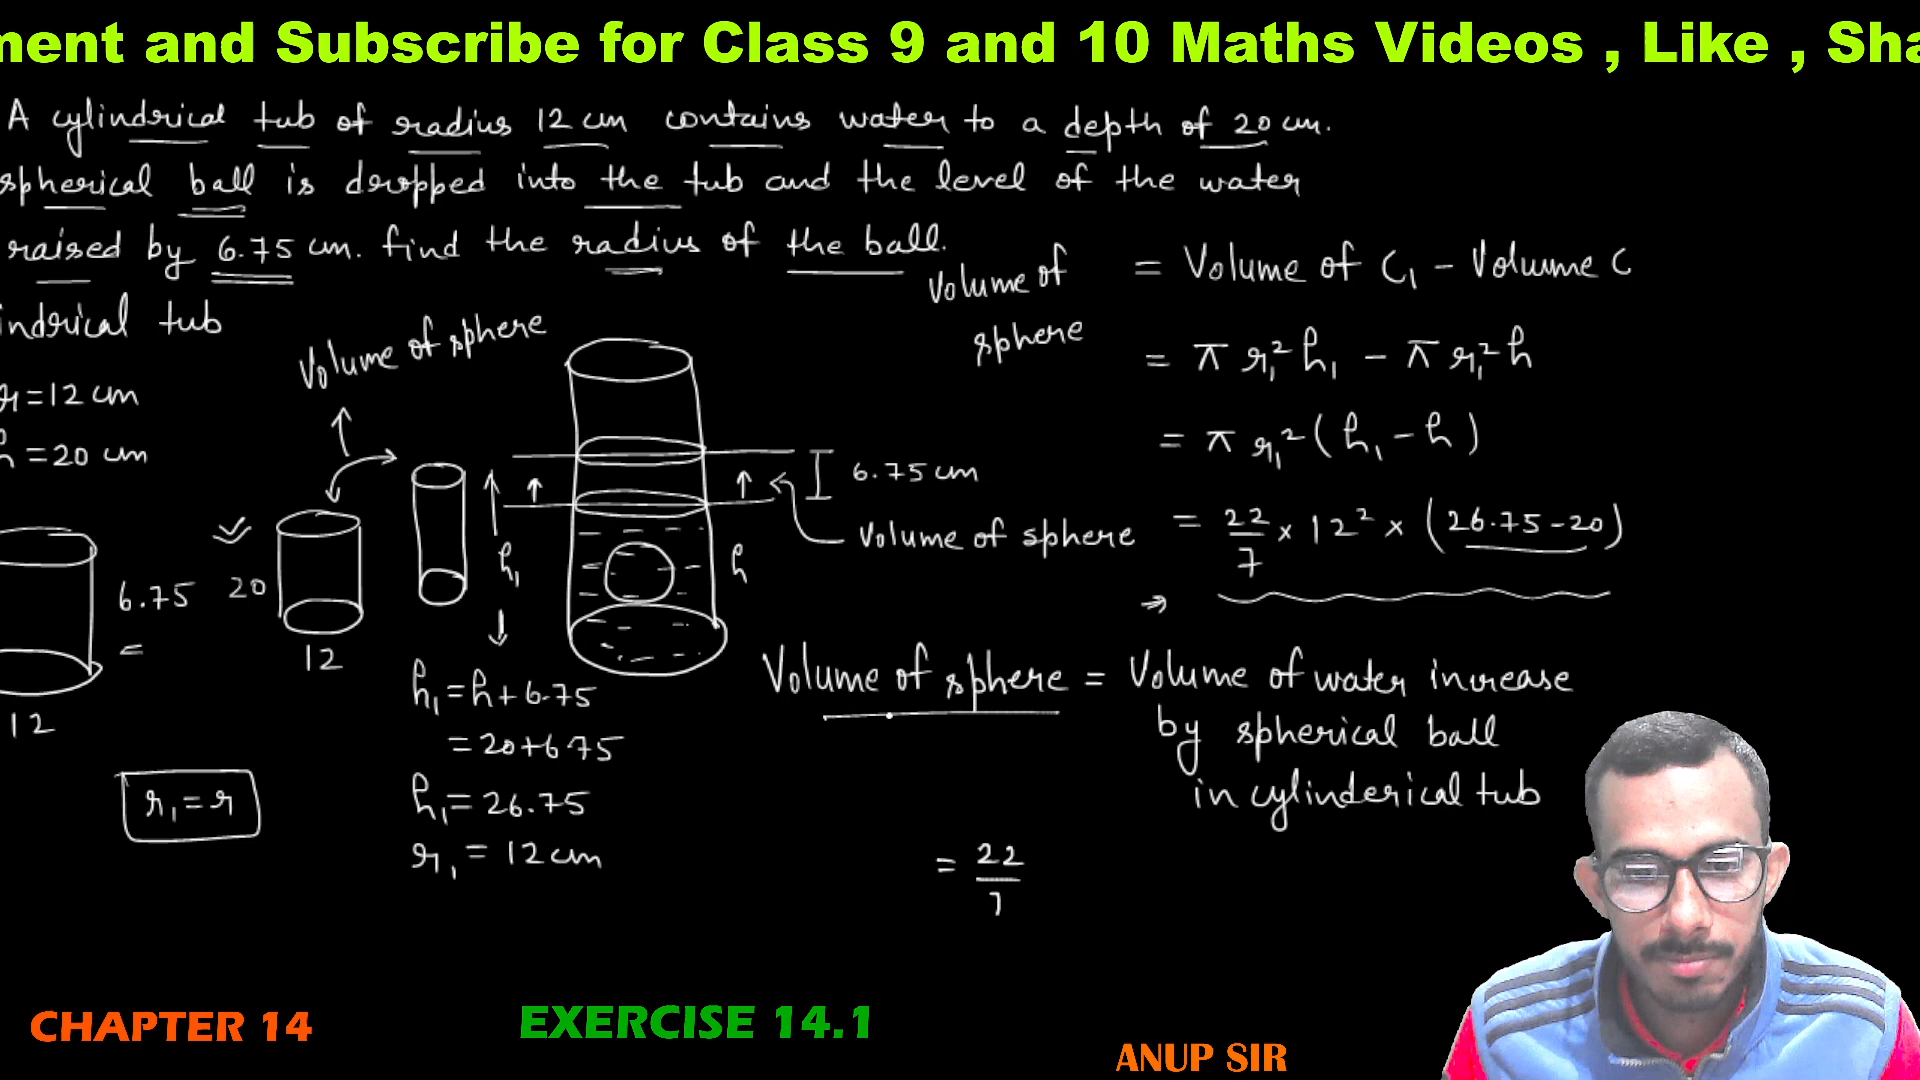 ment and Subscribe for Class 9 and 10 Maths Videos , Like , Sha
A cylindrical tub of radius 12 cm contains water to a depth of 20 cm.
spherical ball is dropped into the tub and the level of the water
raised by 6.75 cm. find the radius of the ball.
indrical tub
r = 12 cm
h = 20 cm
Volume of sphere
6.75
=
12
20
12
r₁ = r
h₁
h₁ = h + 6.75
= 20+6.75
h₁ = 26.75
r₁ = 12 cm
h
6.75 cm
Volume of sphere
Volume of sphere
= Volume of C₁ - Volume C
= π r₁² h₁ - π r₁² h
= π r₁² ( h₁ - h )
= 22/7 × 12² × (26.75-20)
Volume of sphere = Volume of water increase
by spherical ball
in cylinderical tub
= 22/7
CHAPTER 14
EXERCISE 14.1
ANUP SIR